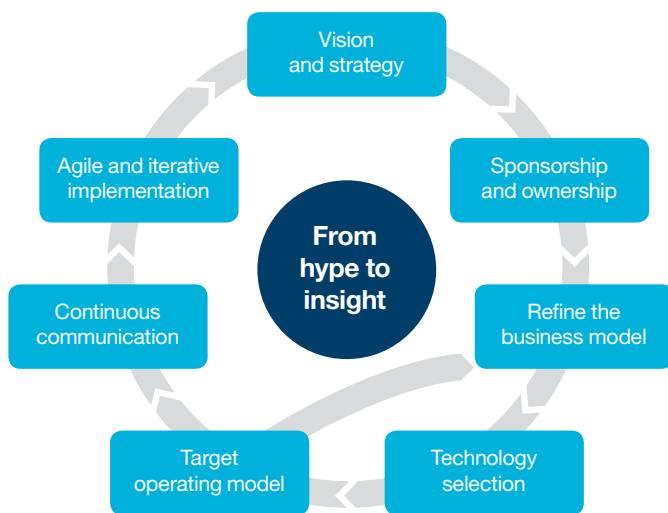 Vision
and strategy
Sponsorship
and ownership
Refine the
business model
Technology
selection
Target
operating model
Continuous
communication
Agile and iterative
implementation
From
hype to
insight